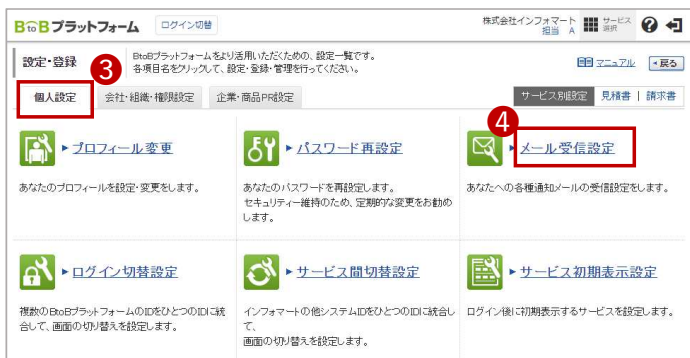 BtoBプラットフォーム ログイン切替 株式会社インフォマート 担当 A サービス選択
設定・登録 BtoBプラットフォームをより活用いただくための、設定一覧です。
各項目名をクリックして、設定・登録・管理を行ってください。
マニュアル 戻る
3
個人設定 会社・組織・権限設定 企業・商品PR設定 サービス別設定 見積書 | 請求書
4
プロフィール変更
あなたのプロフィールを設定・変更をします。
パスワード再設定
あなたのパスワードを再設定します。
セキュリティー維持のため、定期的な変更をお勧め
します。
メール受信設定
あなたへの各種通知メールの受信設定をします。
ログイン切替設定
複数のBtoBプラットフォームのIDをひとつのIDに統
合して、画面の切り替えを設定します。
サービス間切替設定
インフォマートの他システムIDをひとつのIDに統合し
て、
画面の切り替えを設定します。
サービス初期表示設定
ログイン後に初期表示するサービスを設定します。